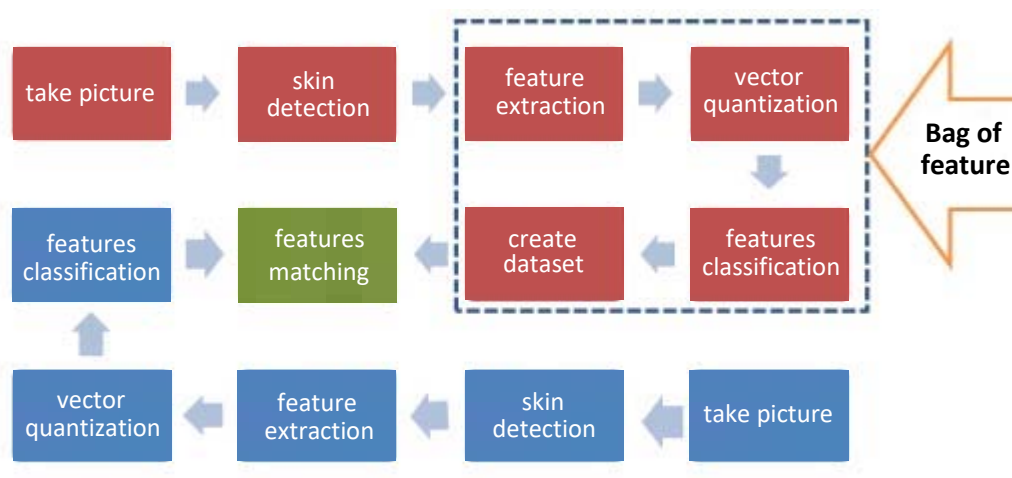 take picture
skin
detection
feature
extraction
vector
quantization
Bag of
feature
features
classification
features
matching
create
dataset
features
classification
vector
quantization
feature
extraction
skin
detection
take picture